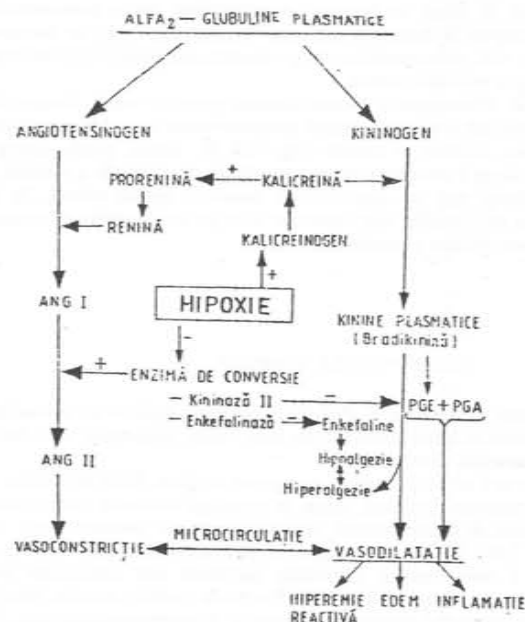 ALFA₂ — GLUBULINE PLASMATICE
ANGIOTENSINOGEN
KININOGEN
PRORENINĂ
+
KALICREINĂ
RENINĂ
KALICREINOGEN
+
ANG I
HIPOXIE
KININE PLASMATICE
(Bradikinină)
-
+
ENZIMĂ DE CONVERSIE
— Kininază II
-
— Enkefalinază
-
Enkefaline
PGE + PGA
ANG II
Hipoalgezie
Hiperalgezie
VASOCONSTRICȚIE
MICROCIRCULAȚIE
VASODILATAȚIE
HIPEREMIE
REACTIVĂ
EDEM
INFLAMAȚIE